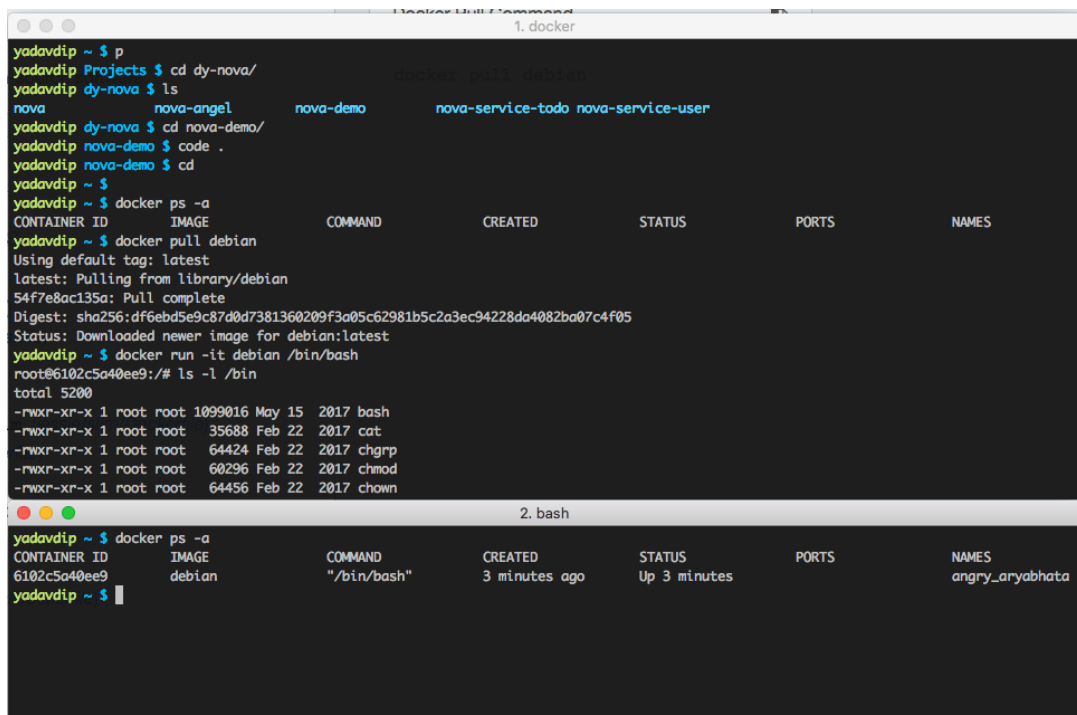 Docker Pull Command
1. docker
docker pull debian
yadavdip ~ $ p
yadavdip Projects $ cd dy-nova/
yadavdip dy-nova $ ls
nova nova-angel nova-demo nova-service-todo nova-service-user
yadavdip dy-nova $ cd nova-demo/
yadavdip nova-demo $ code .
yadavdip nova-demo $ cd
yadavdip ~ $
yadavdip ~ $ docker ps -a
CONTAINER ID IMAGE COMMAND CREATED STATUS PORTS NAMES
yadavdip ~ $ docker pull debian
Using default tag: latest
latest: Pulling from library/debian
54f7e8ac135a: Pull complete
Digest: sha256:df6ebd5e9c87d0d7381360209f3a05c62981b5c2a3ec94228da4082ba07c4f05
Status: Downloaded newer image for debian:latest
yadavdip ~ $ docker run -it debian /bin/bash
root@6102c5a40ee9:/# ls -l /bin
total 5200
-rwxr-xr-x 1 root root 1099016 May 15 2017 bash
-rwxr-xr-x 1 root root 35688 Feb 22 2017 cat
-rwxr-xr-x 1 root root 64424 Feb 22 2017 chgrp
-rwxr-xr-x 1 root root 60296 Feb 22 2017 chmod
-rwxr-xr-x 1 root root 64456 Feb 22 2017 chown
2. bash
yadavdip ~ $ docker ps -a
CONTAINER ID IMAGE COMMAND CREATED STATUS PORTS NAMES
6102c5a40ee9 debian "/bin/bash" 3 minutes ago Up 3 minutes angry_aryabhata
yadavdip ~ $